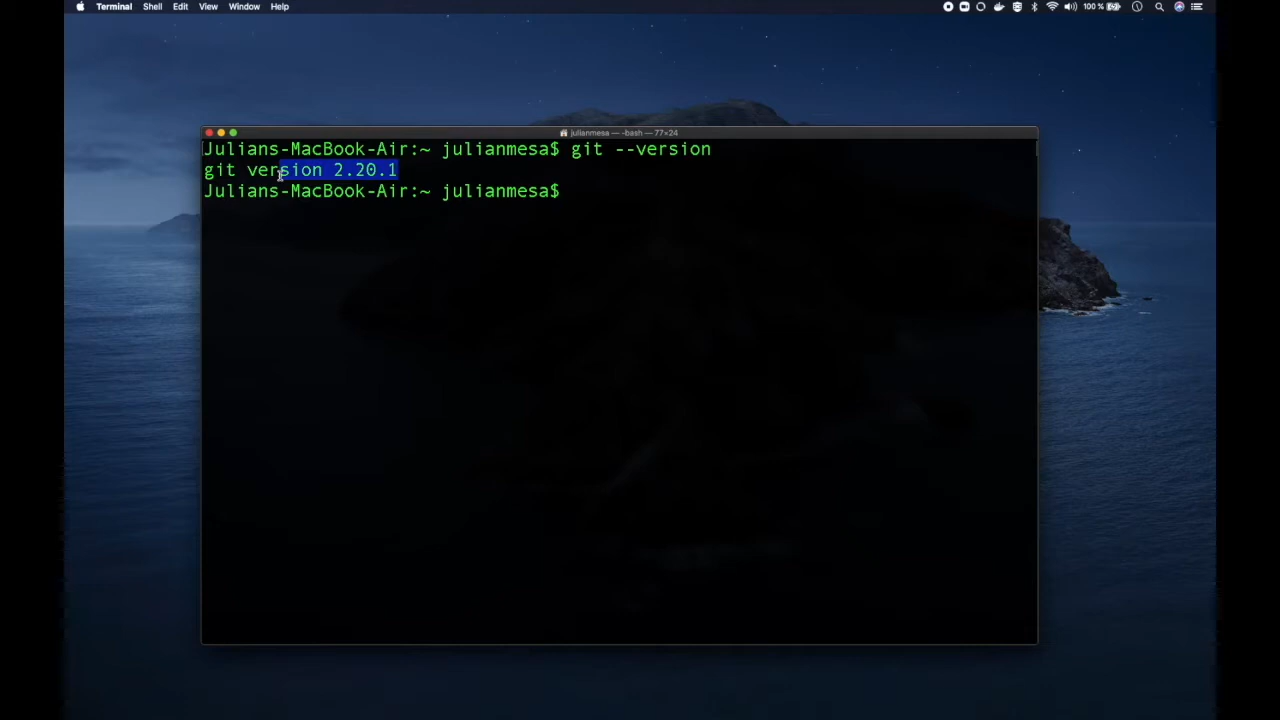 Terminal Shell Edit View Window Help 100 %
julianmesa — -bash — 77×24
Julians-MacBook-Air:~ julianmesa$ git --version
git version 2.20.1
Julians-MacBook-Air:~ julianmesa$